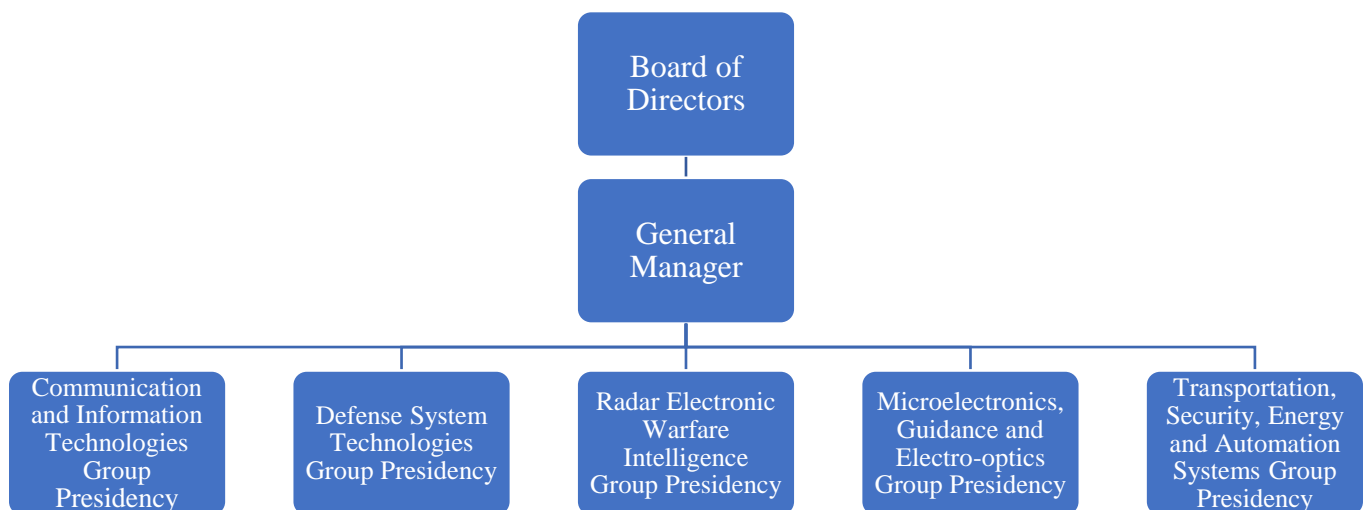 Board of
Directors
General
Manager
Communication
and Information
Technologies
Group
Presidency
Defense System
Technologies
Group Presidency
Radar Electronic
Warfare
Intelligence
Group Presidency
Microelectronics,
Guidance and
Electro-optics
Group Presidency
Transportation,
Security, Energy
and Automation
Systems Group
Presidency